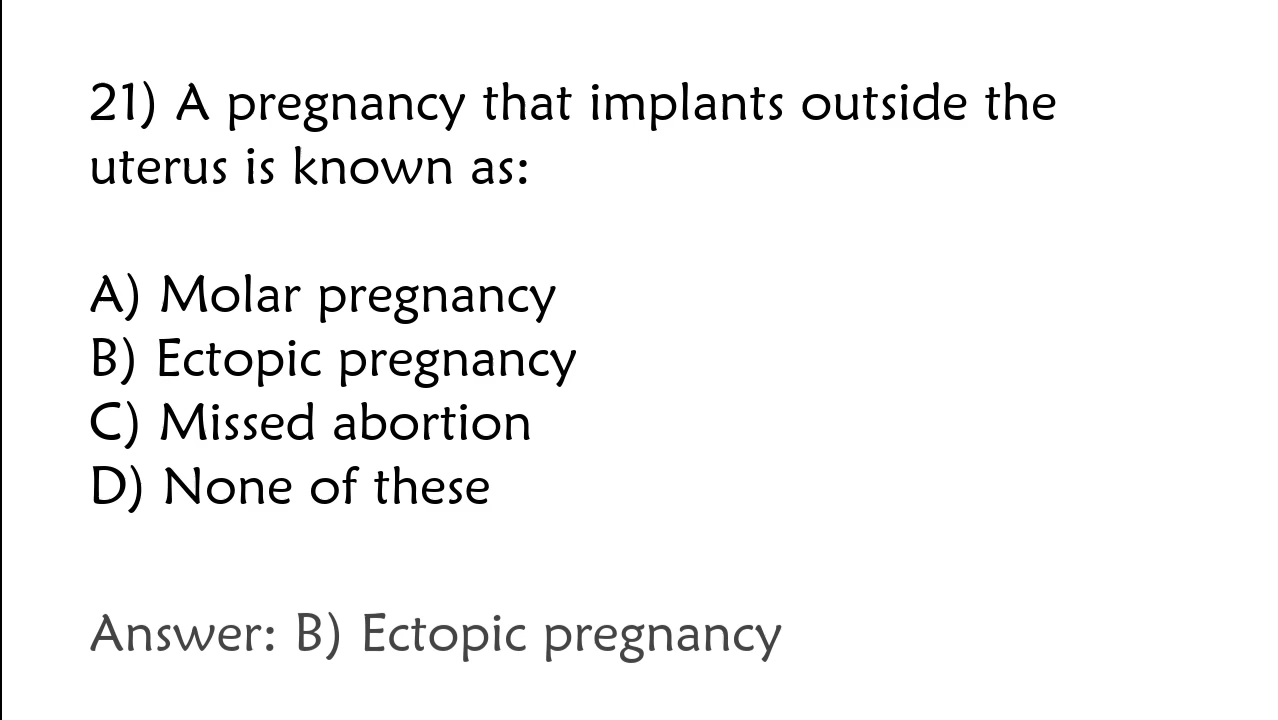 21) A pregnancy that implants outside the
uterus is known as:
A) Molar pregnancy
B) Ectopic pregnancy
C) Missed abortion
D) None of these
Answer: B) Ectopic pregnancy